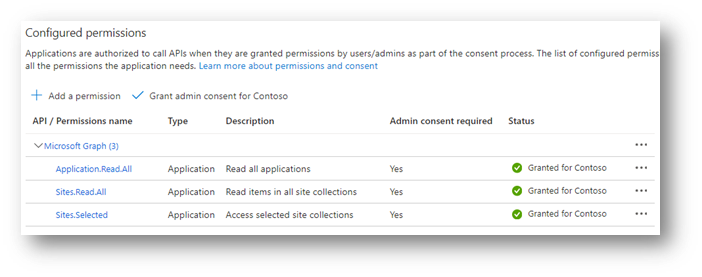 Configured permissions
Applications are authorized to call APIs when they are granted permissions by users/admins as part of the consent process. The list of configured permiss
all the permissions the application needs. Learn more about permissions and consent
Add a permission Grant admin consent for Contoso
API / Permissions name Type Description Admin consent required Status
Microsoft Graph (3) ...
Application.Read.All Application Read all applications Yes Granted for Contoso ...
Sites.Read.All Application Read items in all site collections Yes Granted for Contoso ...
Sites.Selected Application Access selected site collections Yes Granted for Contoso ...